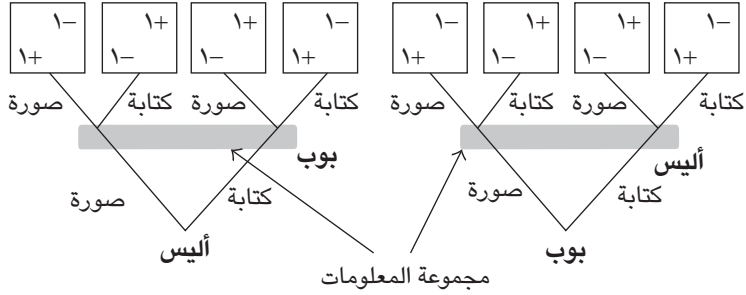 –١ +١ +١ –١ –١ +١ +١ –١
+١ –١ –١ +١ +١ –١ –١ +١
كتابة صورة كتابة صورة كتابة صورة كتابة صورة
أليس بوب
كتابة صورة كتابة صورة
بوب أليس
مجموعة المعلومات